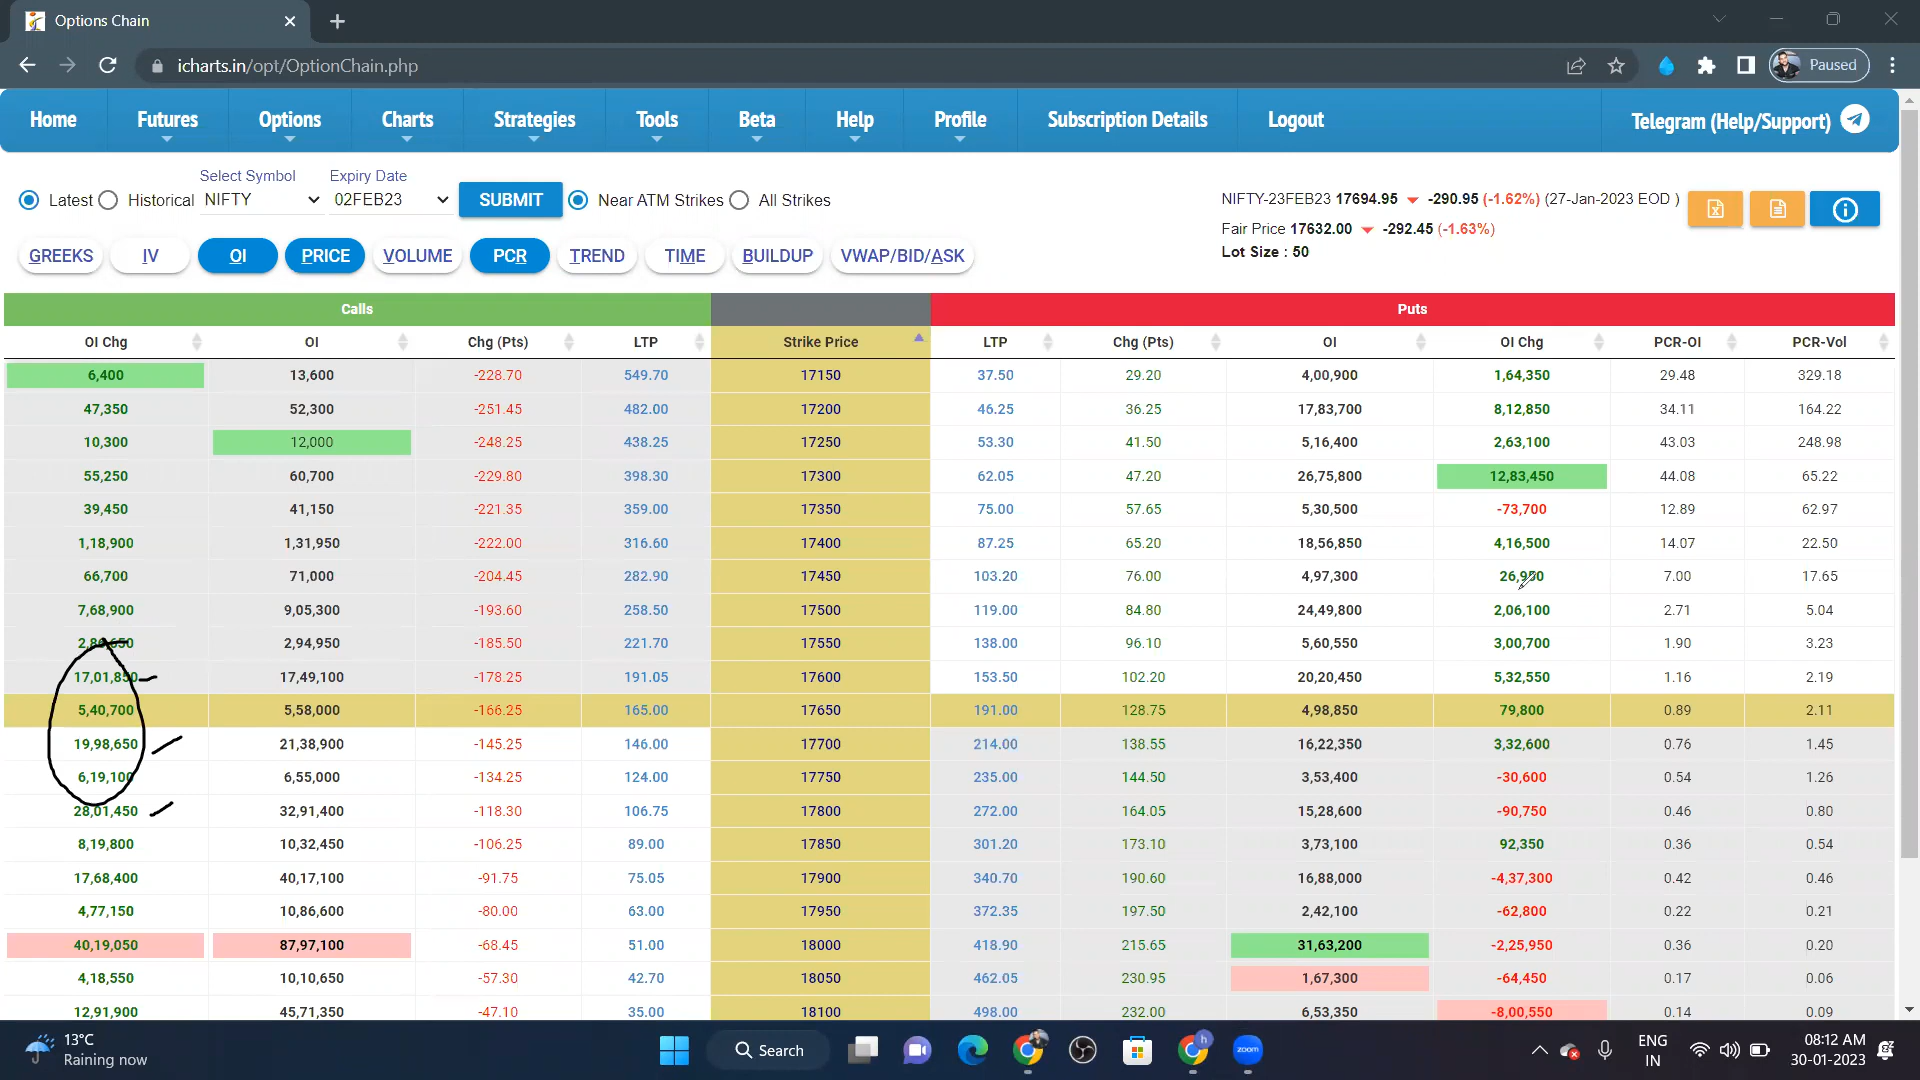 Options Chain
icharts.in/opt/OptionChain.php
Paused
Home Futures Options Charts Strategies Tools Beta Help Profile Subscription Details Logout Telegram (Help/Support)
Select Symbol Expiry Date
Latest Historical NIFTY 02FEB23 SUBMIT Near ATM Strikes All Strikes
NIFTY-23FEB23 17694.95 -290.95 (-1.62%) (27-Jan-2023 EOD )
Fair Price 17632.00 -292.45 (-1.63%)
Lot Size : 50
GREEKS IV OI PRICE VOLUME PCR TREND TIME BUILDUP VWAP/BID/ASK
Calls Puts
OI Chg OI Chg (Pts) LTP Strike Price LTP Chg (Pts) OI OI Chg PCR-OI PCR-Vol
6,400 13,600 -228.70 549.70 17150 37.50 29.20 4,00,900 1,64,350 29.48 329.18
47,350 52,300 -251.45 482.00 17200 46.25 36.25 17,83,700 8,12,850 34.11 164.22
10,300 12,000 -248.25 438.25 17250 53.30 41.50 5,16,400 2,63,100 43.03 248.98
55,250 60,700 -229.80 398.30 17300 62.05 47.20 26,75,800 12,83,450 44.08 65.22
39,450 41,150 -221.35 359.00 17350 75.00 57.65 5,30,500 -73,700 12.89 62.97
1,18,900 1,31,950 -222.00 316.60 17400 87.25 65.20 18,56,850 4,16,500 14.07 22.50
66,700 71,000 -204.45 282.90 17450 103.20 76.00 4,97,300 26,950 7.00 17.65
7,68,900 9,05,300 -193.60 258.50 17500 119.00 84.80 24,49,800 2,06,100 2.71 5.04
2,86,650 2,94,950 -185.50 221.70 17550 138.00 96.10 5,60,550 3,00,700 1.90 3.23
17,01,850 17,49,100 -178.25 191.05 17600 153.50 102.20 20,20,450 5,32,550 1.16 2.19
5,40,700 5,58,000 -166.25 165.00 17650 191.00 128.75 4,98,850 79,800 0.89 2.11
19,98,650 21,38,900 -145.25 146.00 17700 214.00 138.55 16,22,350 3,32,600 0.76 1.45
6,19,100 6,55,000 -134.25 124.00 17750 235.00 144.50 3,53,400 -30,600 0.54 1.26
28,01,450 32,91,400 -118.30 106.75 17800 272.00 164.05 15,28,600 -90,750 0.46 0.80
8,19,800 10,32,450 -106.25 89.00 17850 301.20 173.10 3,73,100 92,350 0.36 0.54
17,68,400 40,17,100 -91.75 75.05 17900 340.70 190.60 16,88,000 -4,37,300 0.42 0.46
4,77,150 10,86,600 -80.00 63.00 17950 372.35 197.50 2,42,100 -62,800 0.22 0.21
40,19,050 87,97,100 -68.45 51.00 18000 418.90 215.65 31,63,200 -2,25,950 0.36 0.20
4,18,550 10,10,650 -57.30 42.70 18050 462.05 230.95 1,67,300 -64,450 0.17 0.06
12,91,900 45,71,350 -47.10 35.00 18100 498.00 232.00 6,53,350 -8,00,550 0.14 0.09
13°C
Raining now
Search
zoom
ENG
IN
08:12 AM
30-01-2023